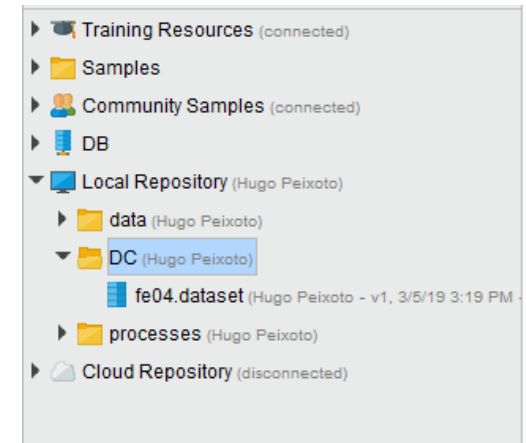 Training Resources (connected)
Samples
Community Samples (connected)
DB
Local Repository (Hugo Peixoto)
data (Hugo Peixoto)
DC (Hugo Peixoto)
fe04.dataset (Hugo Peixoto - v1, 3/5/19 3:19 PM -
processes (Hugo Peixoto)
Cloud Repository (disconnected)